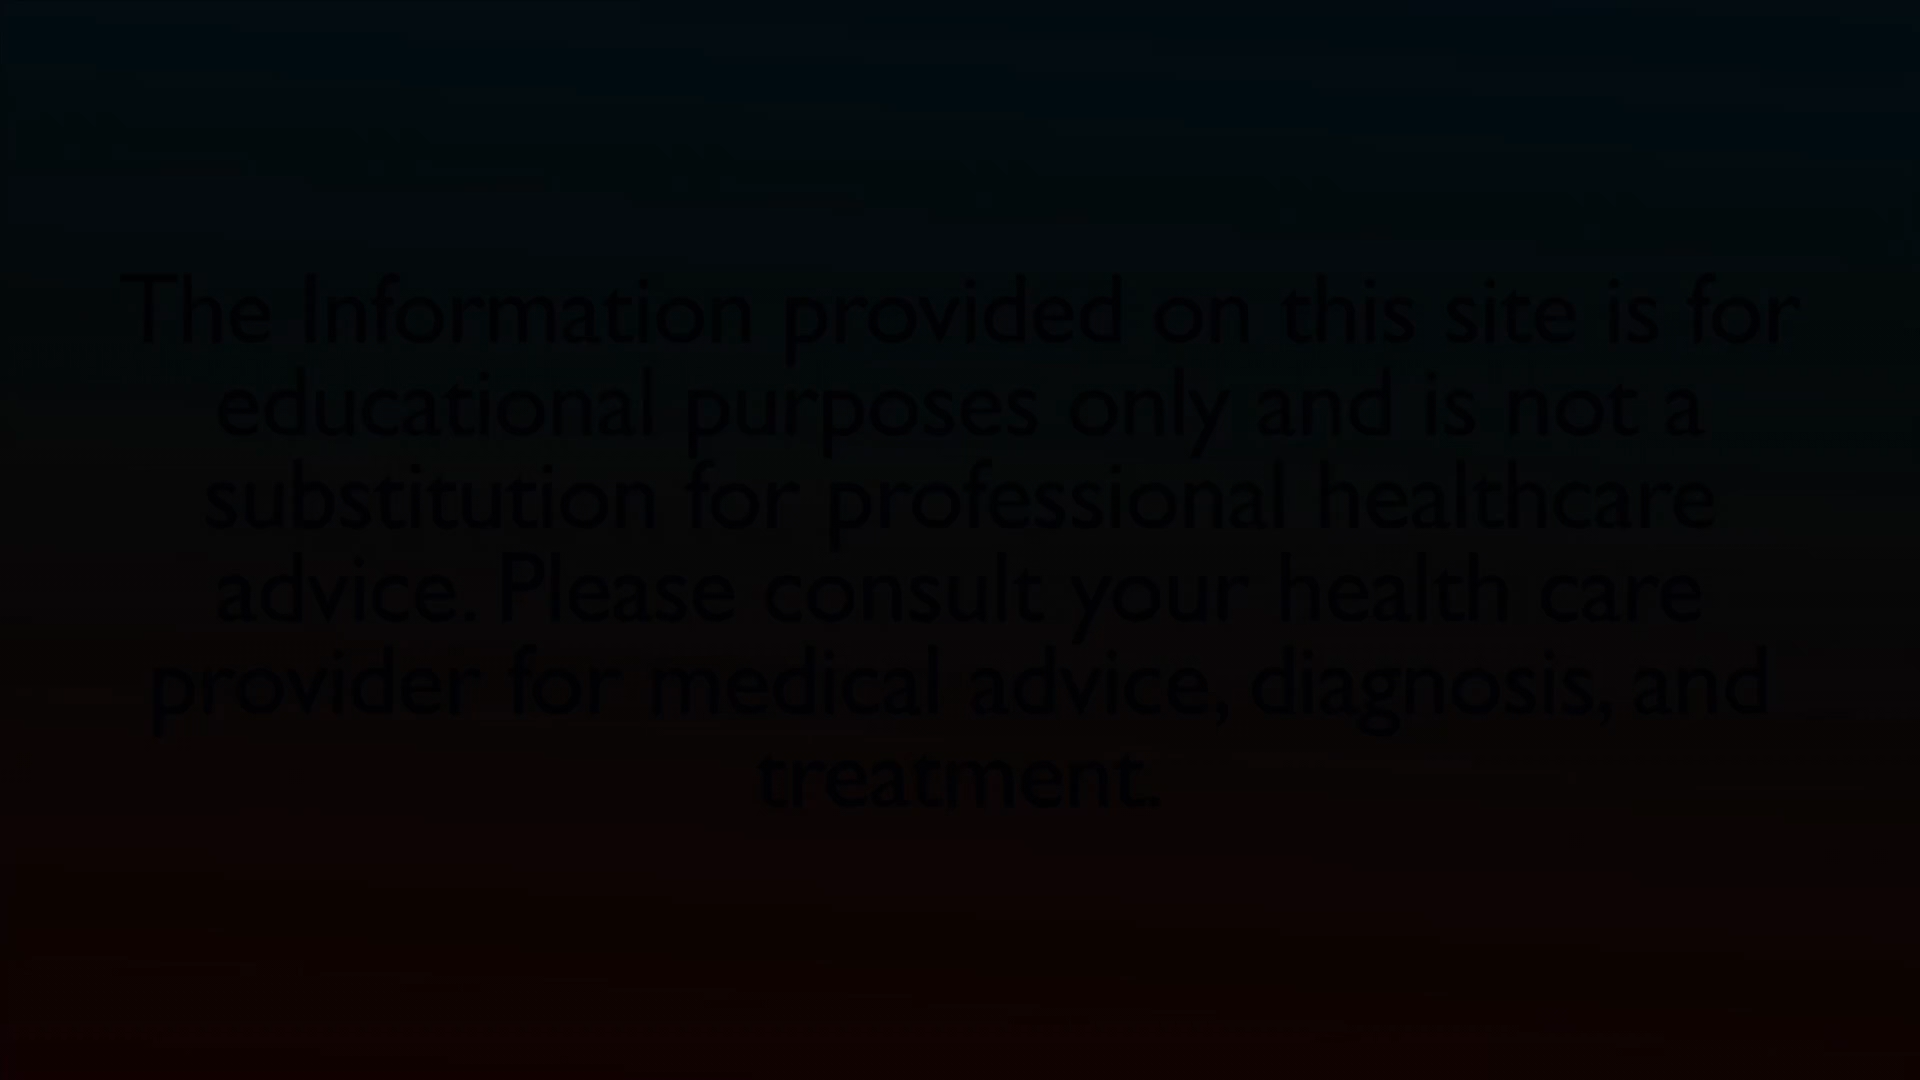 The Information provided on this site is for
educational purposes only and is not a
substitution for professional healthcare
advice. Please consult your health care
provider for medical advice, diagnosis, and
treatment.